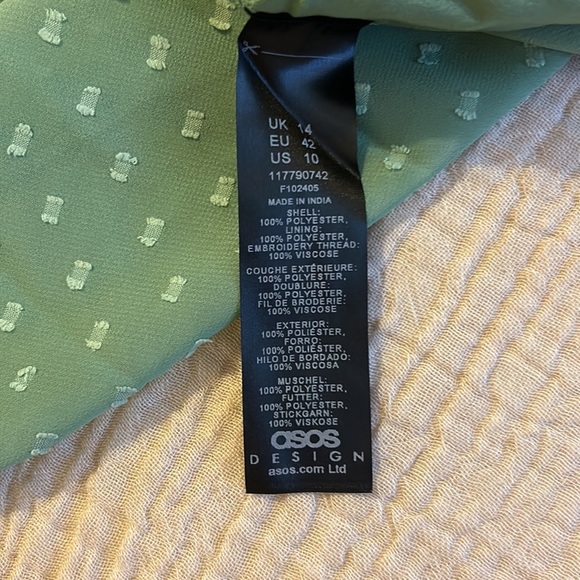 UK 14
EU 42
US 10
117790742
F102405
MADE IN INDIA
SHELL:
100% POLYESTER,
LINING:
100% POLYESTER,
EMBROIDERY THREAD:
100% VISCOSE
COUCHE EXTÉRIEURE:
100% POLYESTER,
DOUBLURE:
100% POLYESTER,
FIL DE BRODERIE:
100% VISCOSE
EXTERIOR:
100% POLIÉSTER,
FORRO:
100% POLIÉSTER,
HILO DE BORDADO:
100% VISCOSA
MUSCHEL:
100% POLYESTER,
FUTTER:
100% POLYESTER,
STICKGARN:
100% VISKOSE
asos
DESIGN
asos.com Ltd